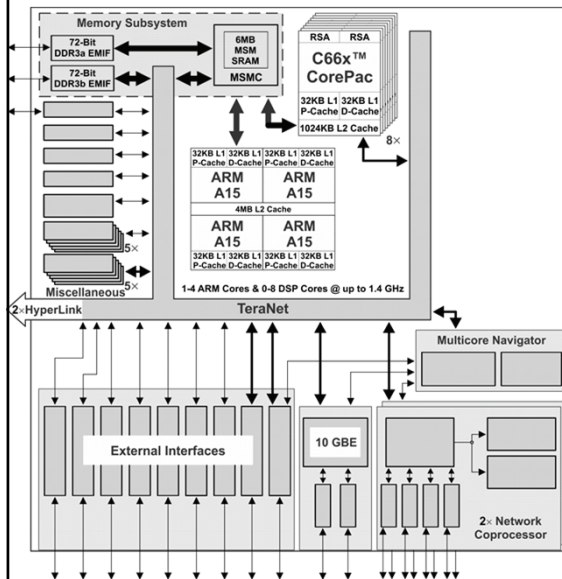 Memory Subsystem
72-Bit
DDR3a EMIF
72-Bit
DDR3b EMIF
6MB
MSM
SRAM
MSMC
RSA RSA
C66x™
CorePac
32KB L1 32KB L1
P-Cache D-Cache
1024KB L2 Cache
8×
32KB L1 32KB L1 32KB L1 32KB L1
P-Cache D-Cache P-Cache D-Cache
ARM ARM
A15 A15
4MB L2 Cache
ARM ARM
A15 A15
32KB L1 32KB L1 32KB L1 32KB L1
P-Cache D-Cache P-Cache D-Cache
5×
5×
Miscellaneous
1-4 ARM Cores & 0-8 DSP Cores @ up to 1.4 GHz
2×HyperLink
TeraNet
Multicore Navigator
External Interfaces
10 GBE
2× Network
Coprocessor